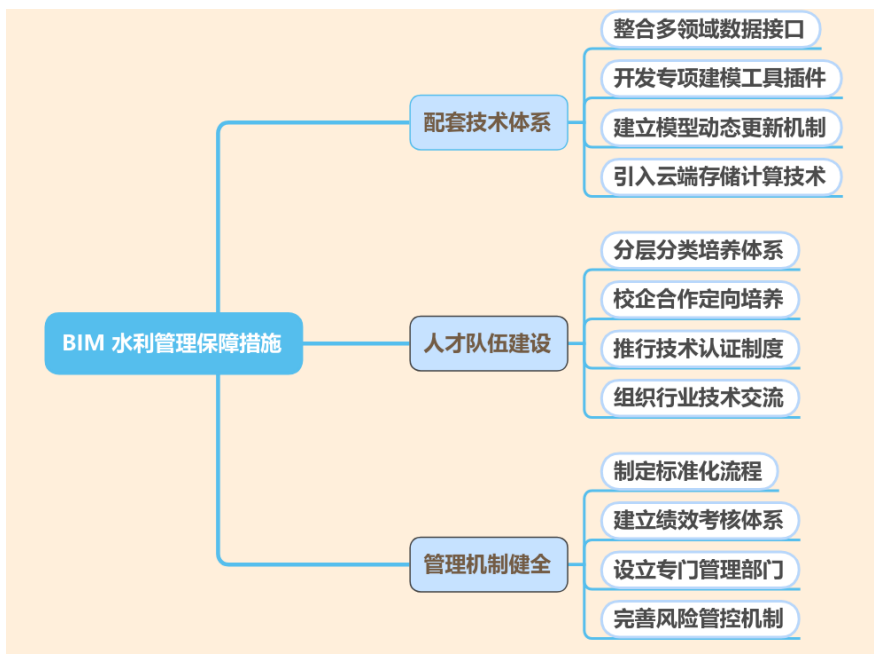 BIM 水利管理保障措施
配套技术体系
整合多领域数据接口
开发专项建模工具插件
建立模型动态更新机制
引入云端存储计算技术
人才队伍建设
分层分类培养体系
校企合作定向培养
推行技术认证制度
组织行业技术交流
管理机制健全
制定标准化流程
建立绩效考核体系
设立专门管理部门
完善风险管控机制